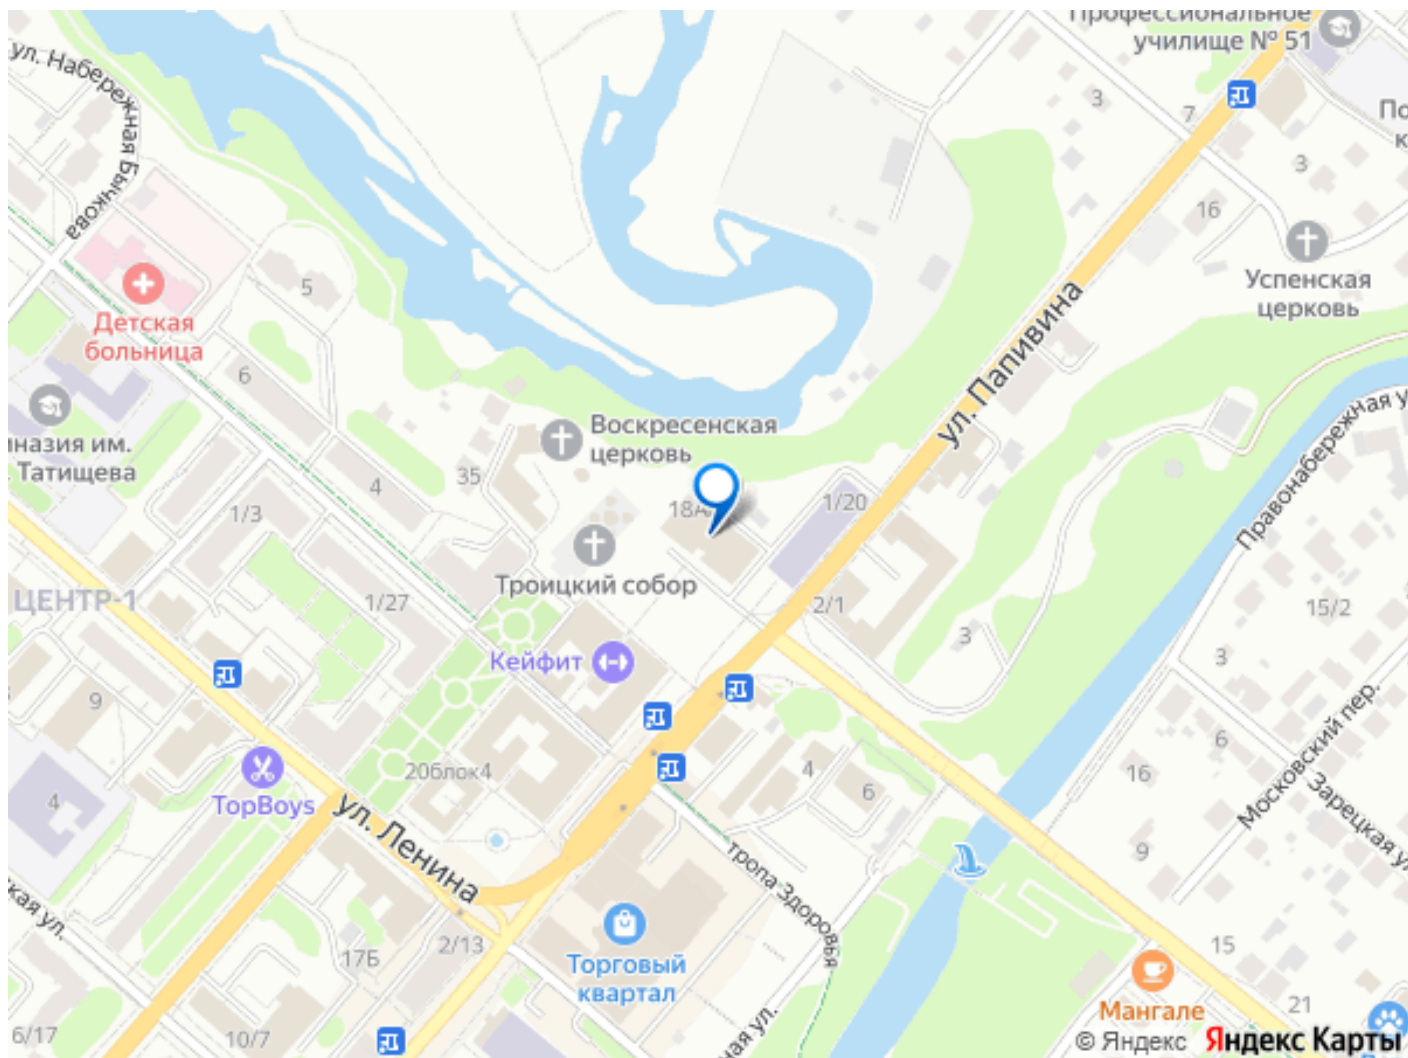 Профессиональное
училище № 51
ул. Набережная Бычкова
3
7
3
16
Успенская
церковь
5
Детская
больница
6
ул. Папивина
Правонабережная у
назия им.
Татищева
Воскресенская
церковь
35
4
18А
1/20
1/3
Троицкий собор
ЦЕНТР-1
1/27
2/1
15/2
3
3
Кейфит
9
Московский пер.
6
16
Зарецкая ул
20блок4
4
4
6
TopBoys
ул. Ленина
9
тропа Здоровья
кая ул.
2/13
17Б
Торговый
квартал
15
Мангале
21
6/17
10/7
ная ул.
© Яндекс Яндекс Карты